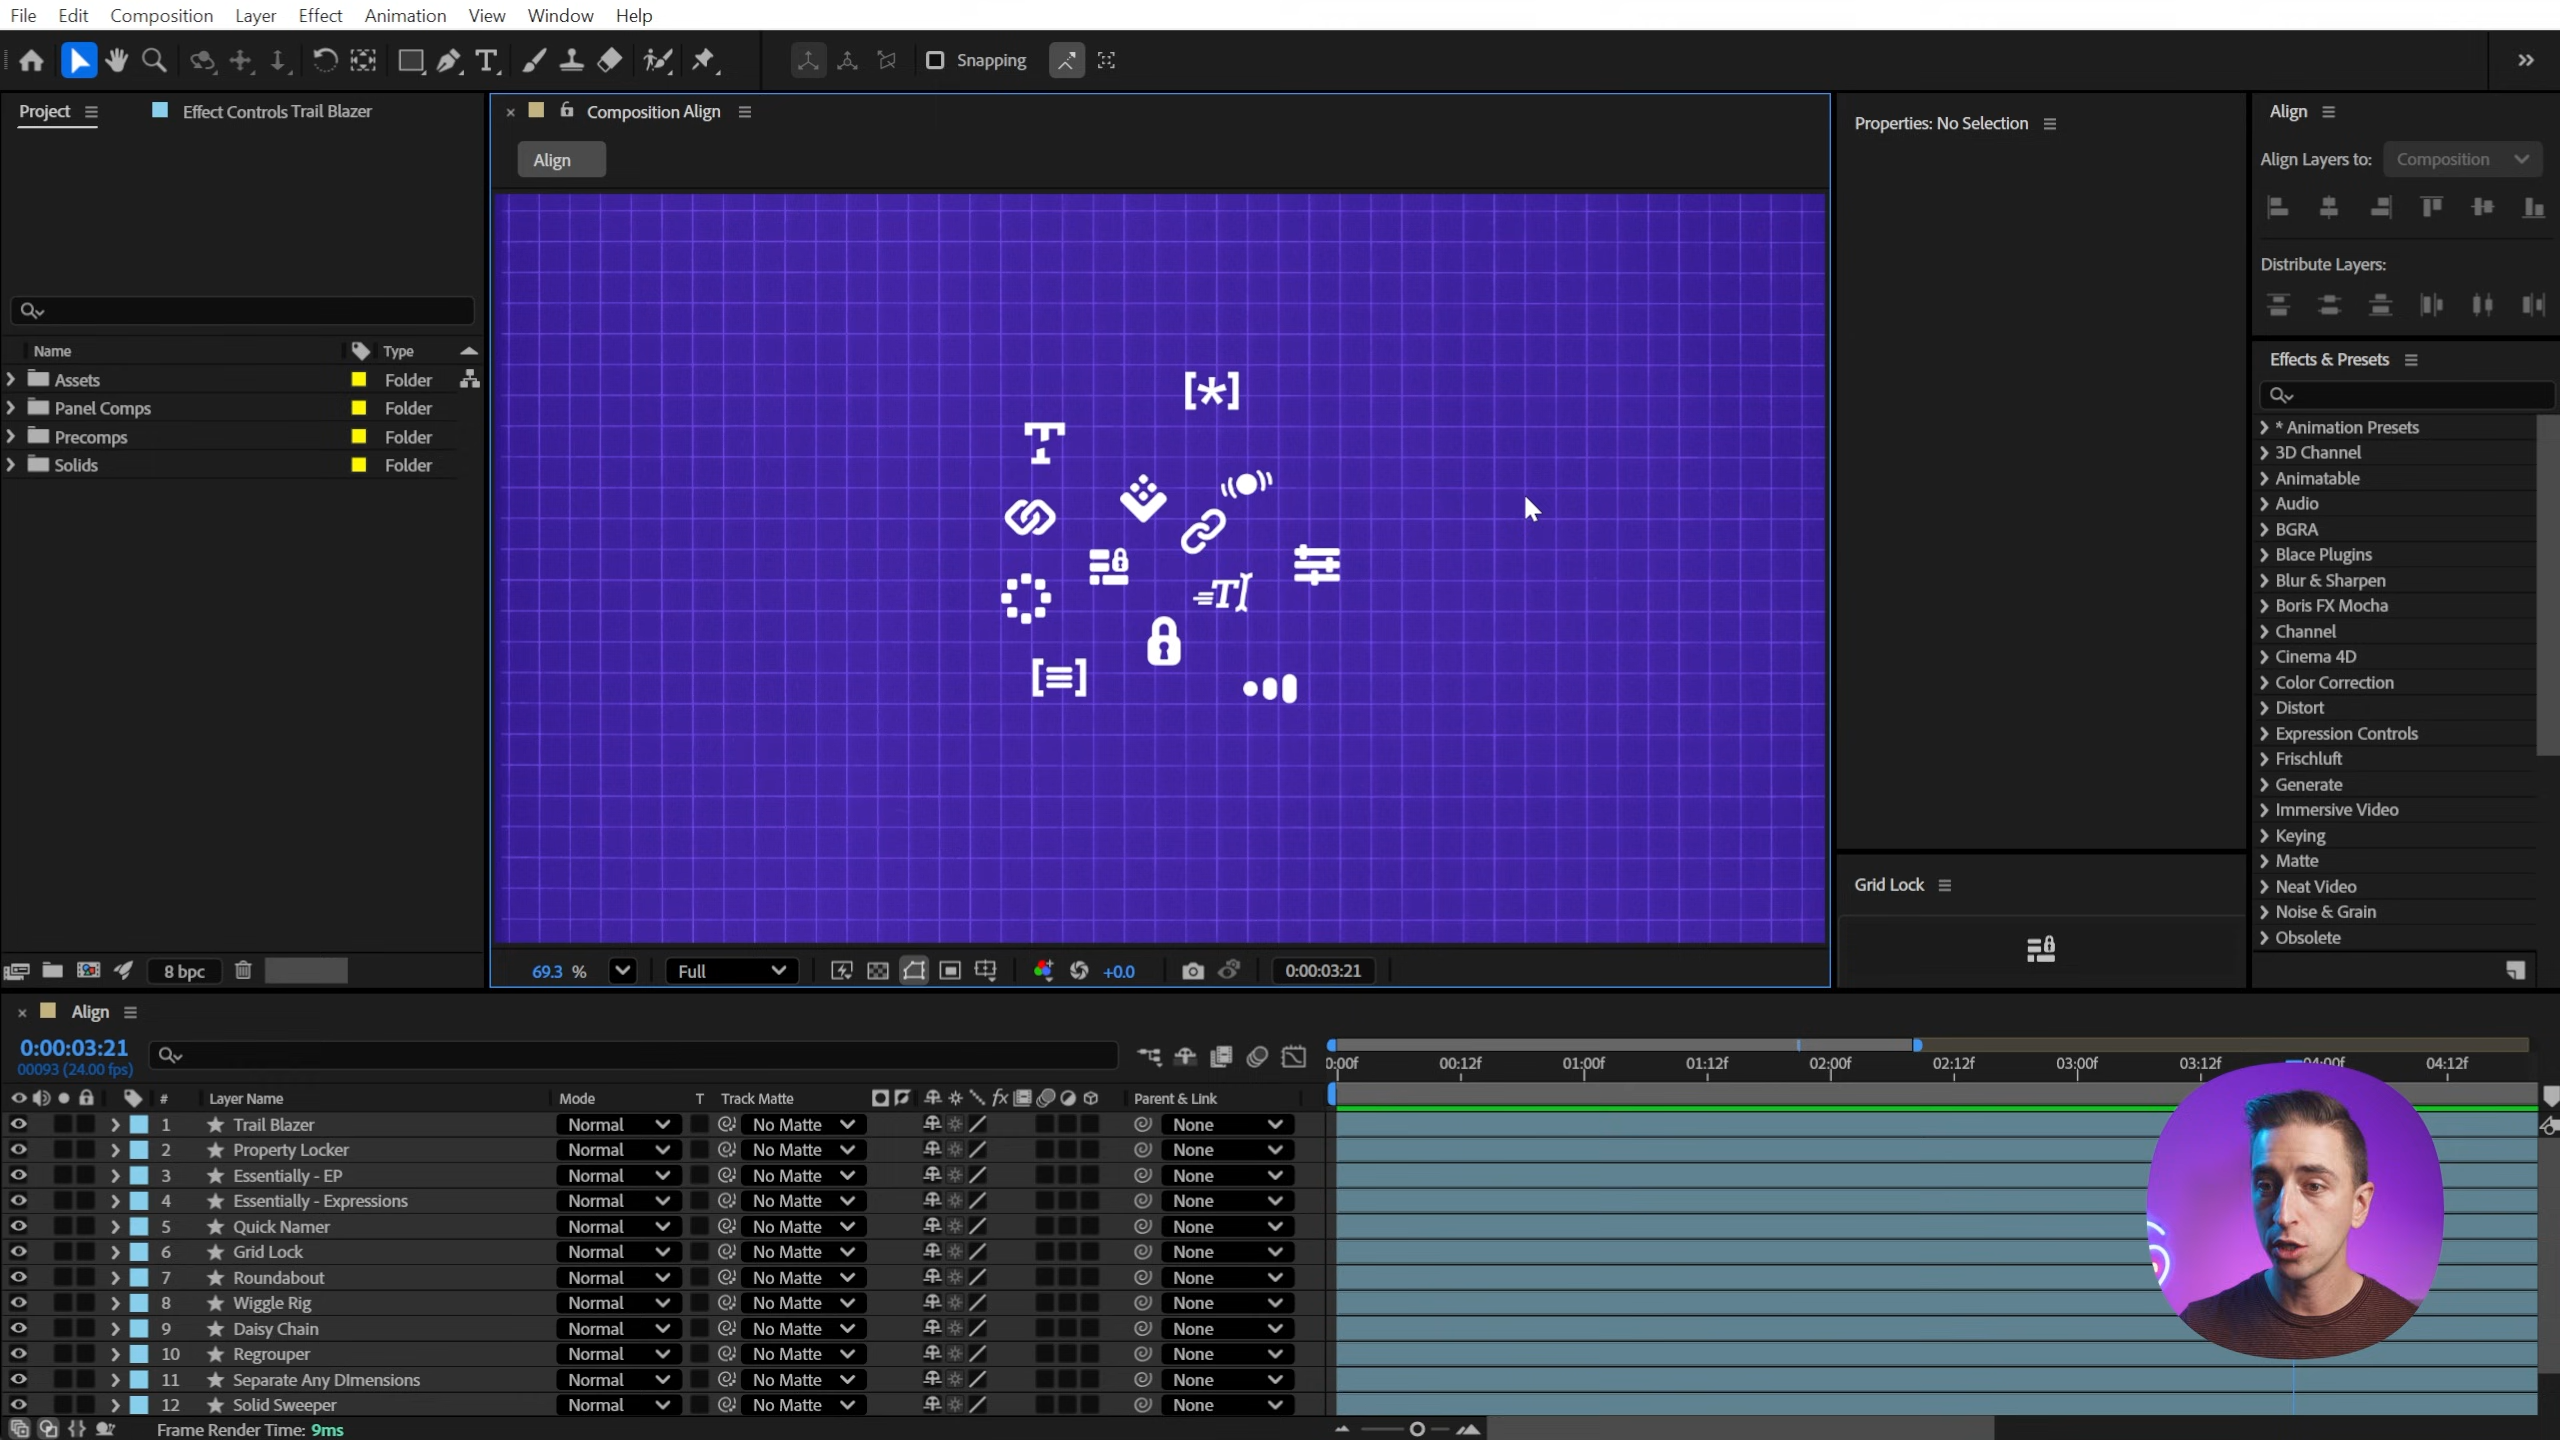 File Edit Composition Layer Effect Animation View Window Help
Snapping
Project
Effect Controls Trail Blazer
Composition Align
Align
Properties: No Selection
Align
Align Layers to: Composition
Distribute Layers:
Name Type
Assets Folder
Panel Comps Folder
Precomps Folder
Solids Folder
Effects & Presets
* Animation Presets
3D Channel
Animatable
Audio
BGRA
Blace Plugins
Blur & Sharpen
Boris FX Mocha
Channel
Cinema 4D
Color Correction
Distort
Expression Controls
Frischluft
Generate
Immersive Video
Keying
Matte
Neat Video
Noise & Grain
Obsolete
Grid Lock
8 bpc
69.3 % Full +0.0 0:00:03:21
Align
0:00:03:21
00093 (24.00 fps)
0:00f 00:12f 01:00f 01:12f 02:00f 02:12f 03:00f 03:12f 04:00f 04:12f
# Layer Name Mode T Track Matte fx Parent & Link
1 Trail Blazer Normal No Matte None
2 Property Locker Normal No Matte None
3 Essentially - EP Normal No Matte None
4 Essentially - Expressions Normal No Matte None
5 Quick Namer Normal No Matte None
6 Grid Lock Normal No Matte None
7 Roundabout Normal No Matte None
8 Wiggle Rig Normal No Matte None
9 Daisy Chain Normal No Matte None
10 Regrouper Normal No Matte None
11 Separate Any DImensions Normal No Matte None
12 Solid Sweeper Normal No Matte None
Frame Render Time: 9ms